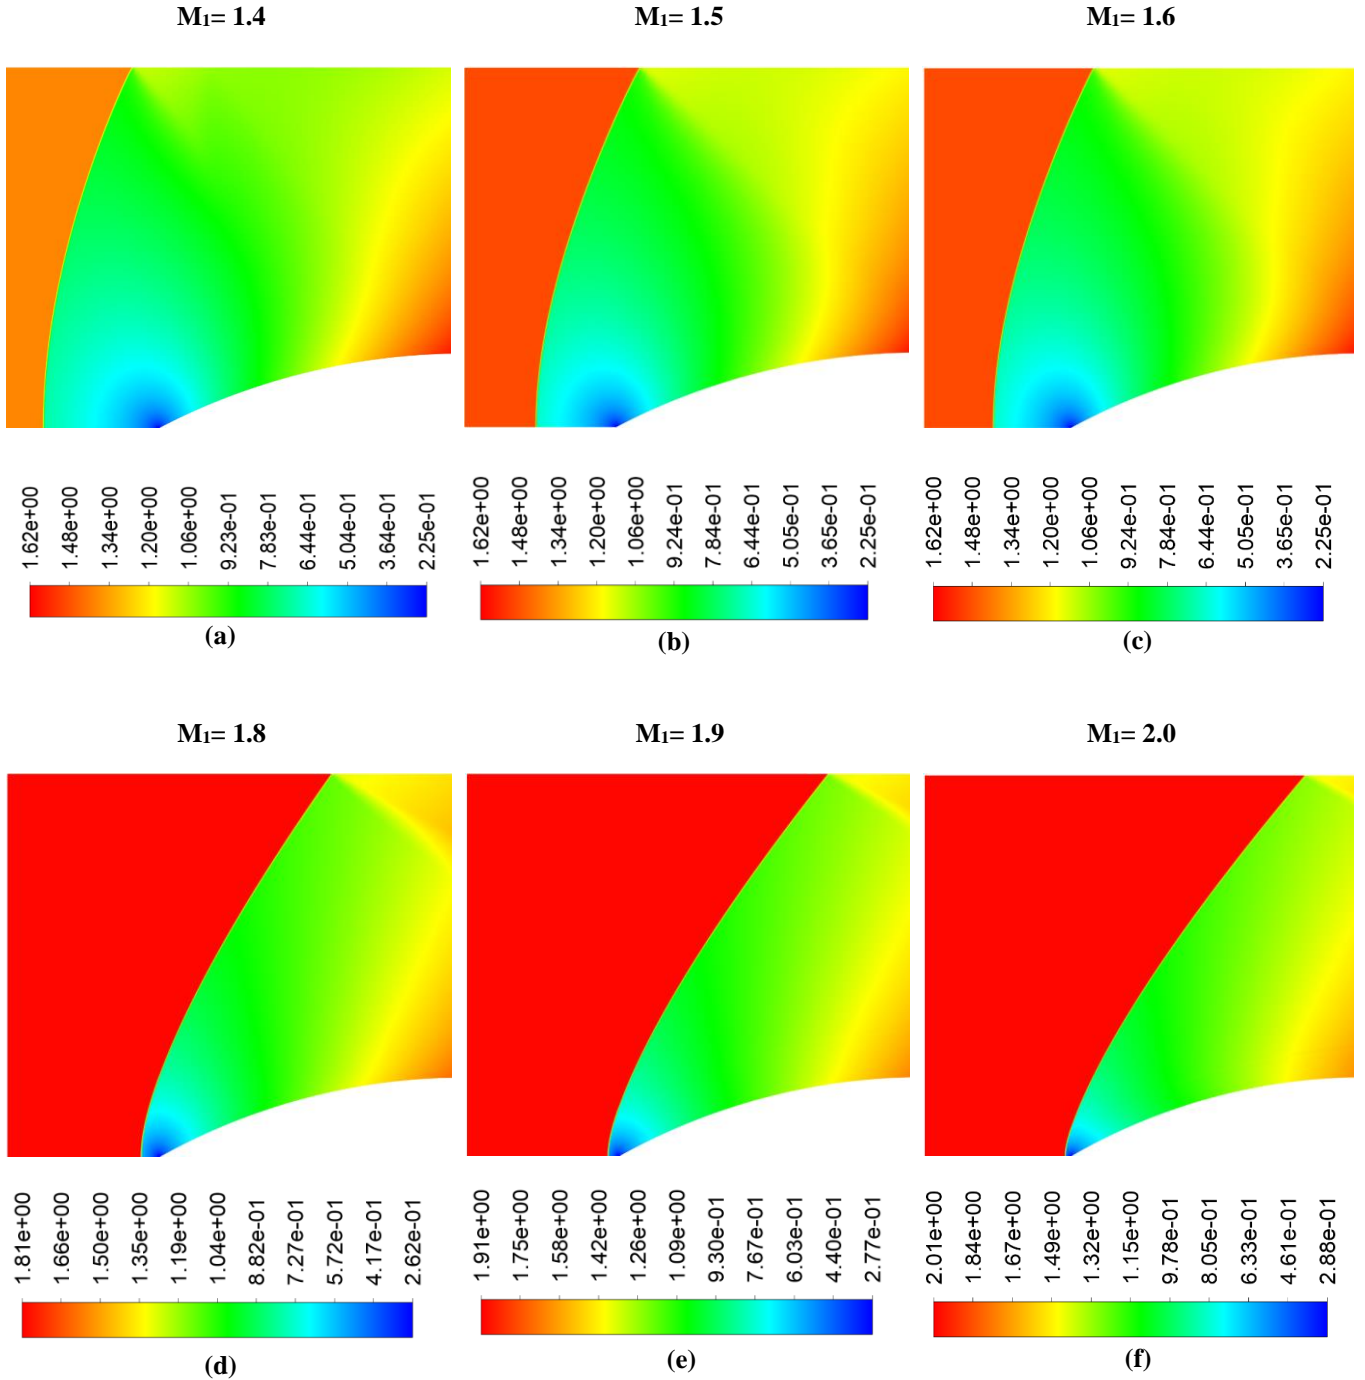 M1= 1.4
M1= 1.5
M1= 1.6
1.62e+00
1.48e+00
1.34e+00
1.20e+00
1.06e+00
9.23e-01
7.83e-01
6.44e-01
5.04e-01
3.64e-01
2.25e-01
(a)
1.62e+00
1.48e+00
1.34e+00
1.20e+00
1.06e+00
9.24e-01
7.84e-01
6.44e-01
5.05e-01
3.65e-01
2.25e-01
(b)
1.62e+00
1.48e+00
1.34e+00
1.20e+00
1.06e+00
9.24e-01
7.84e-01
6.44e-01
5.05e-01
3.65e-01
2.25e-01
(c)
M1= 1.8
M1= 1.9
M1= 2.0
1.81e+00
1.66e+00
1.50e+00
1.35e+00
1.19e+00
1.04e+00
8.82e-01
7.27e-01
5.72e-01
4.17e-01
2.62e-01
(d)
1.91e+00
1.75e+00
1.58e+00
1.42e+00
1.26e+00
1.09e+00
9.30e-01
7.67e-01
6.03e-01
4.40e-01
2.77e-01
(e)
2.01e+00
1.84e+00
1.67e+00
1.49e+00
1.32e+00
1.15e+00
9.78e-01
8.05e-01
6.33e-01
4.61e-01
2.88e-01
(f)